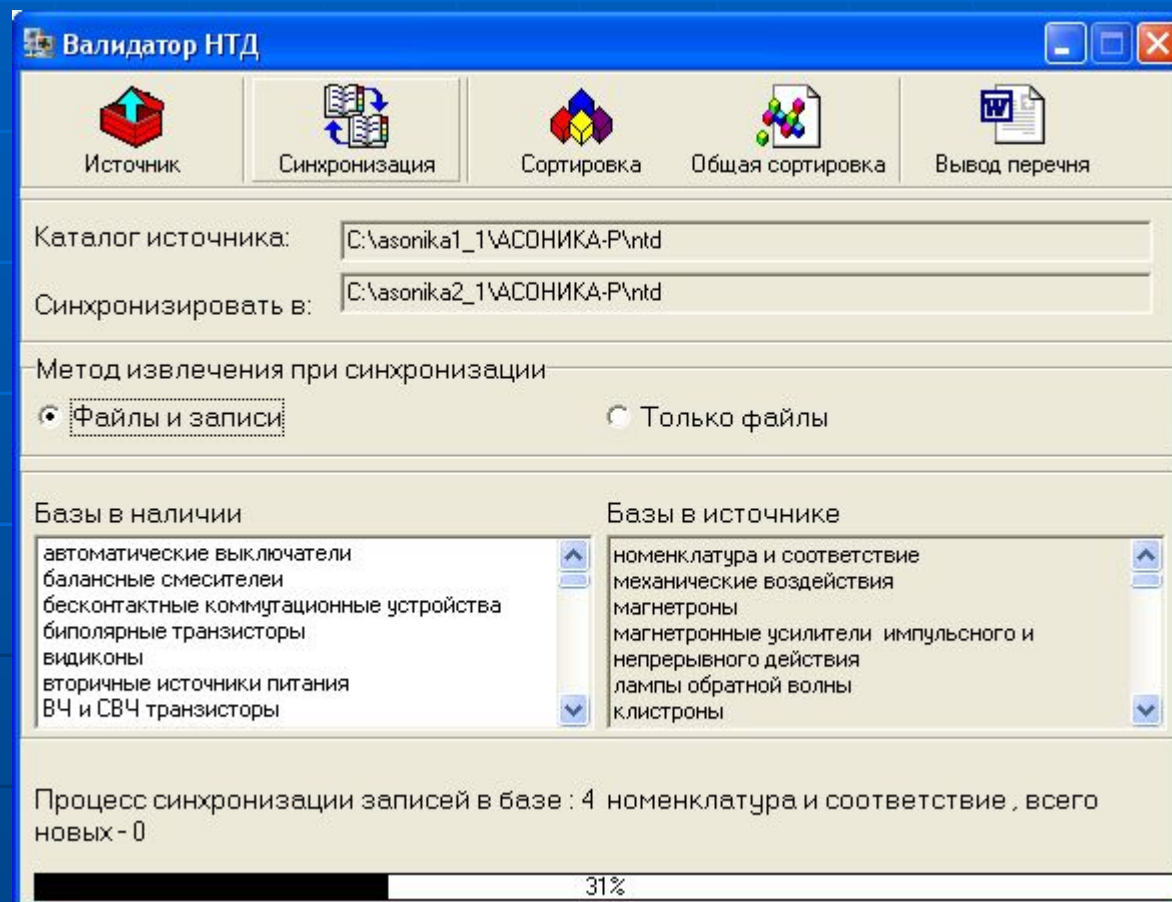 Валидатор НТД
Источник
Синхронизация
Сортировка
Общая сортировка
Вывод перечня
Каталог источника:
C:\asonika1_1\АСОНИКА-Р\ntd
Синхронизировать в:
C:\asonika2_1\АСОНИКА-Р\ntd
Метод извлечения при синхронизации
Файлы и записи
Только файлы
Базы в наличии
автоматические выключатели
балансные смесителеи
бесконтактные коммутационные устройства
биполярные транзисторы
видиконы
вторичные источники питания
ВЧ и СВЧ транзисторы
Базы в источнике
номенклатура и соответствие
механические воздействия
магнетроны
магнетронные усилители импульсного и
непрерывного действия
лампы обратной волны
клистроны
Процесс синхронизации записей в базе : 4 номенклатура и соответствие , всего
новых - 0
31%